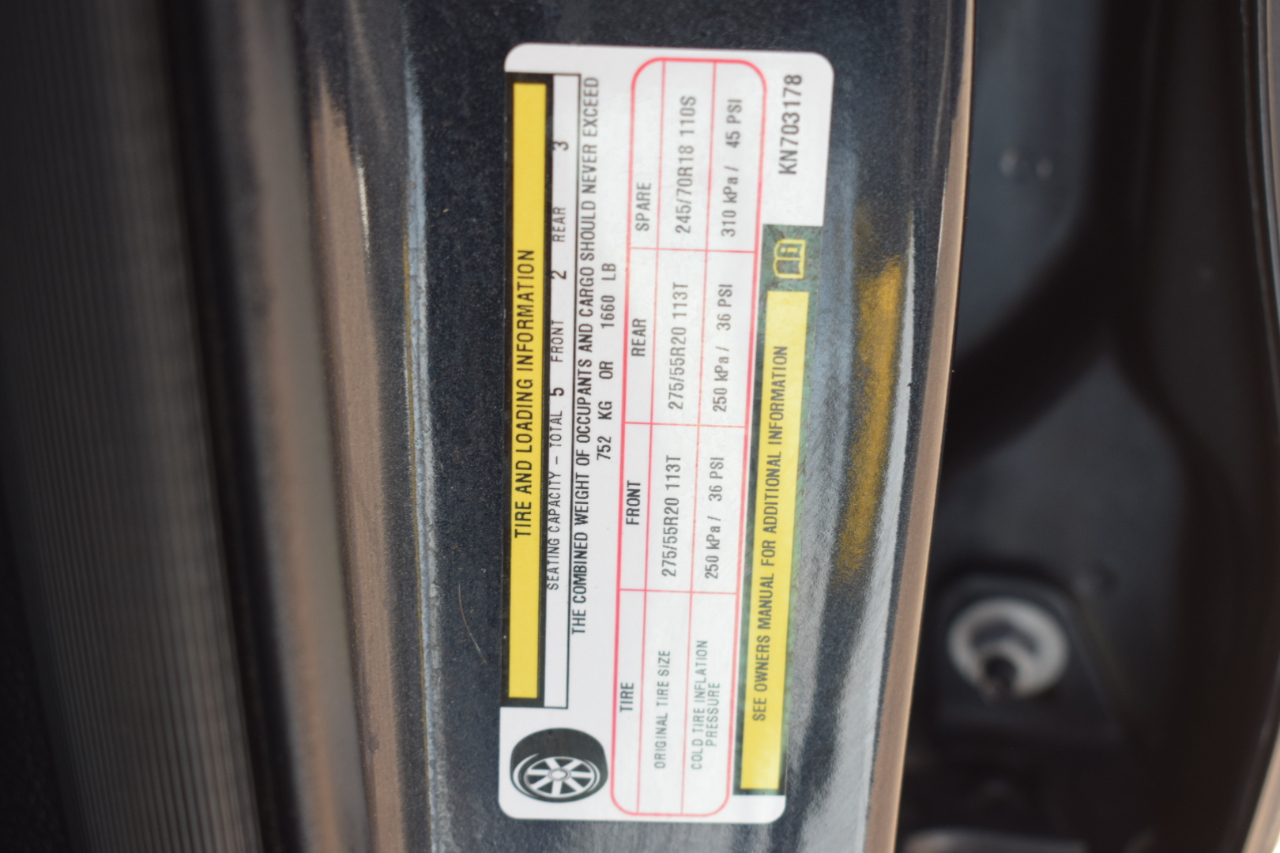 TIRE AND LOADING INFORMATION
SEATING CAPACITY – TOTAL 5 FRONT 2 REAR 3
THE COMBINED WEIGHT OF OCCUPANTS AND CARGO SHOULD NEVER EXCEED
752 KG OR 1660 LB
TIRE FRONT REAR SPARE
ORIGINAL TIRE SIZE 275/55R20 113T 275/55R20 113T 245/70R18 110S
COLD TIRE INFLATION PRESSURE 250 kPa / 36 PSI 250 kPa / 36 PSI 310 kPa / 45 PSI
SEE OWNERS MANUAL FOR ADDITIONAL INFORMATION
KN703178